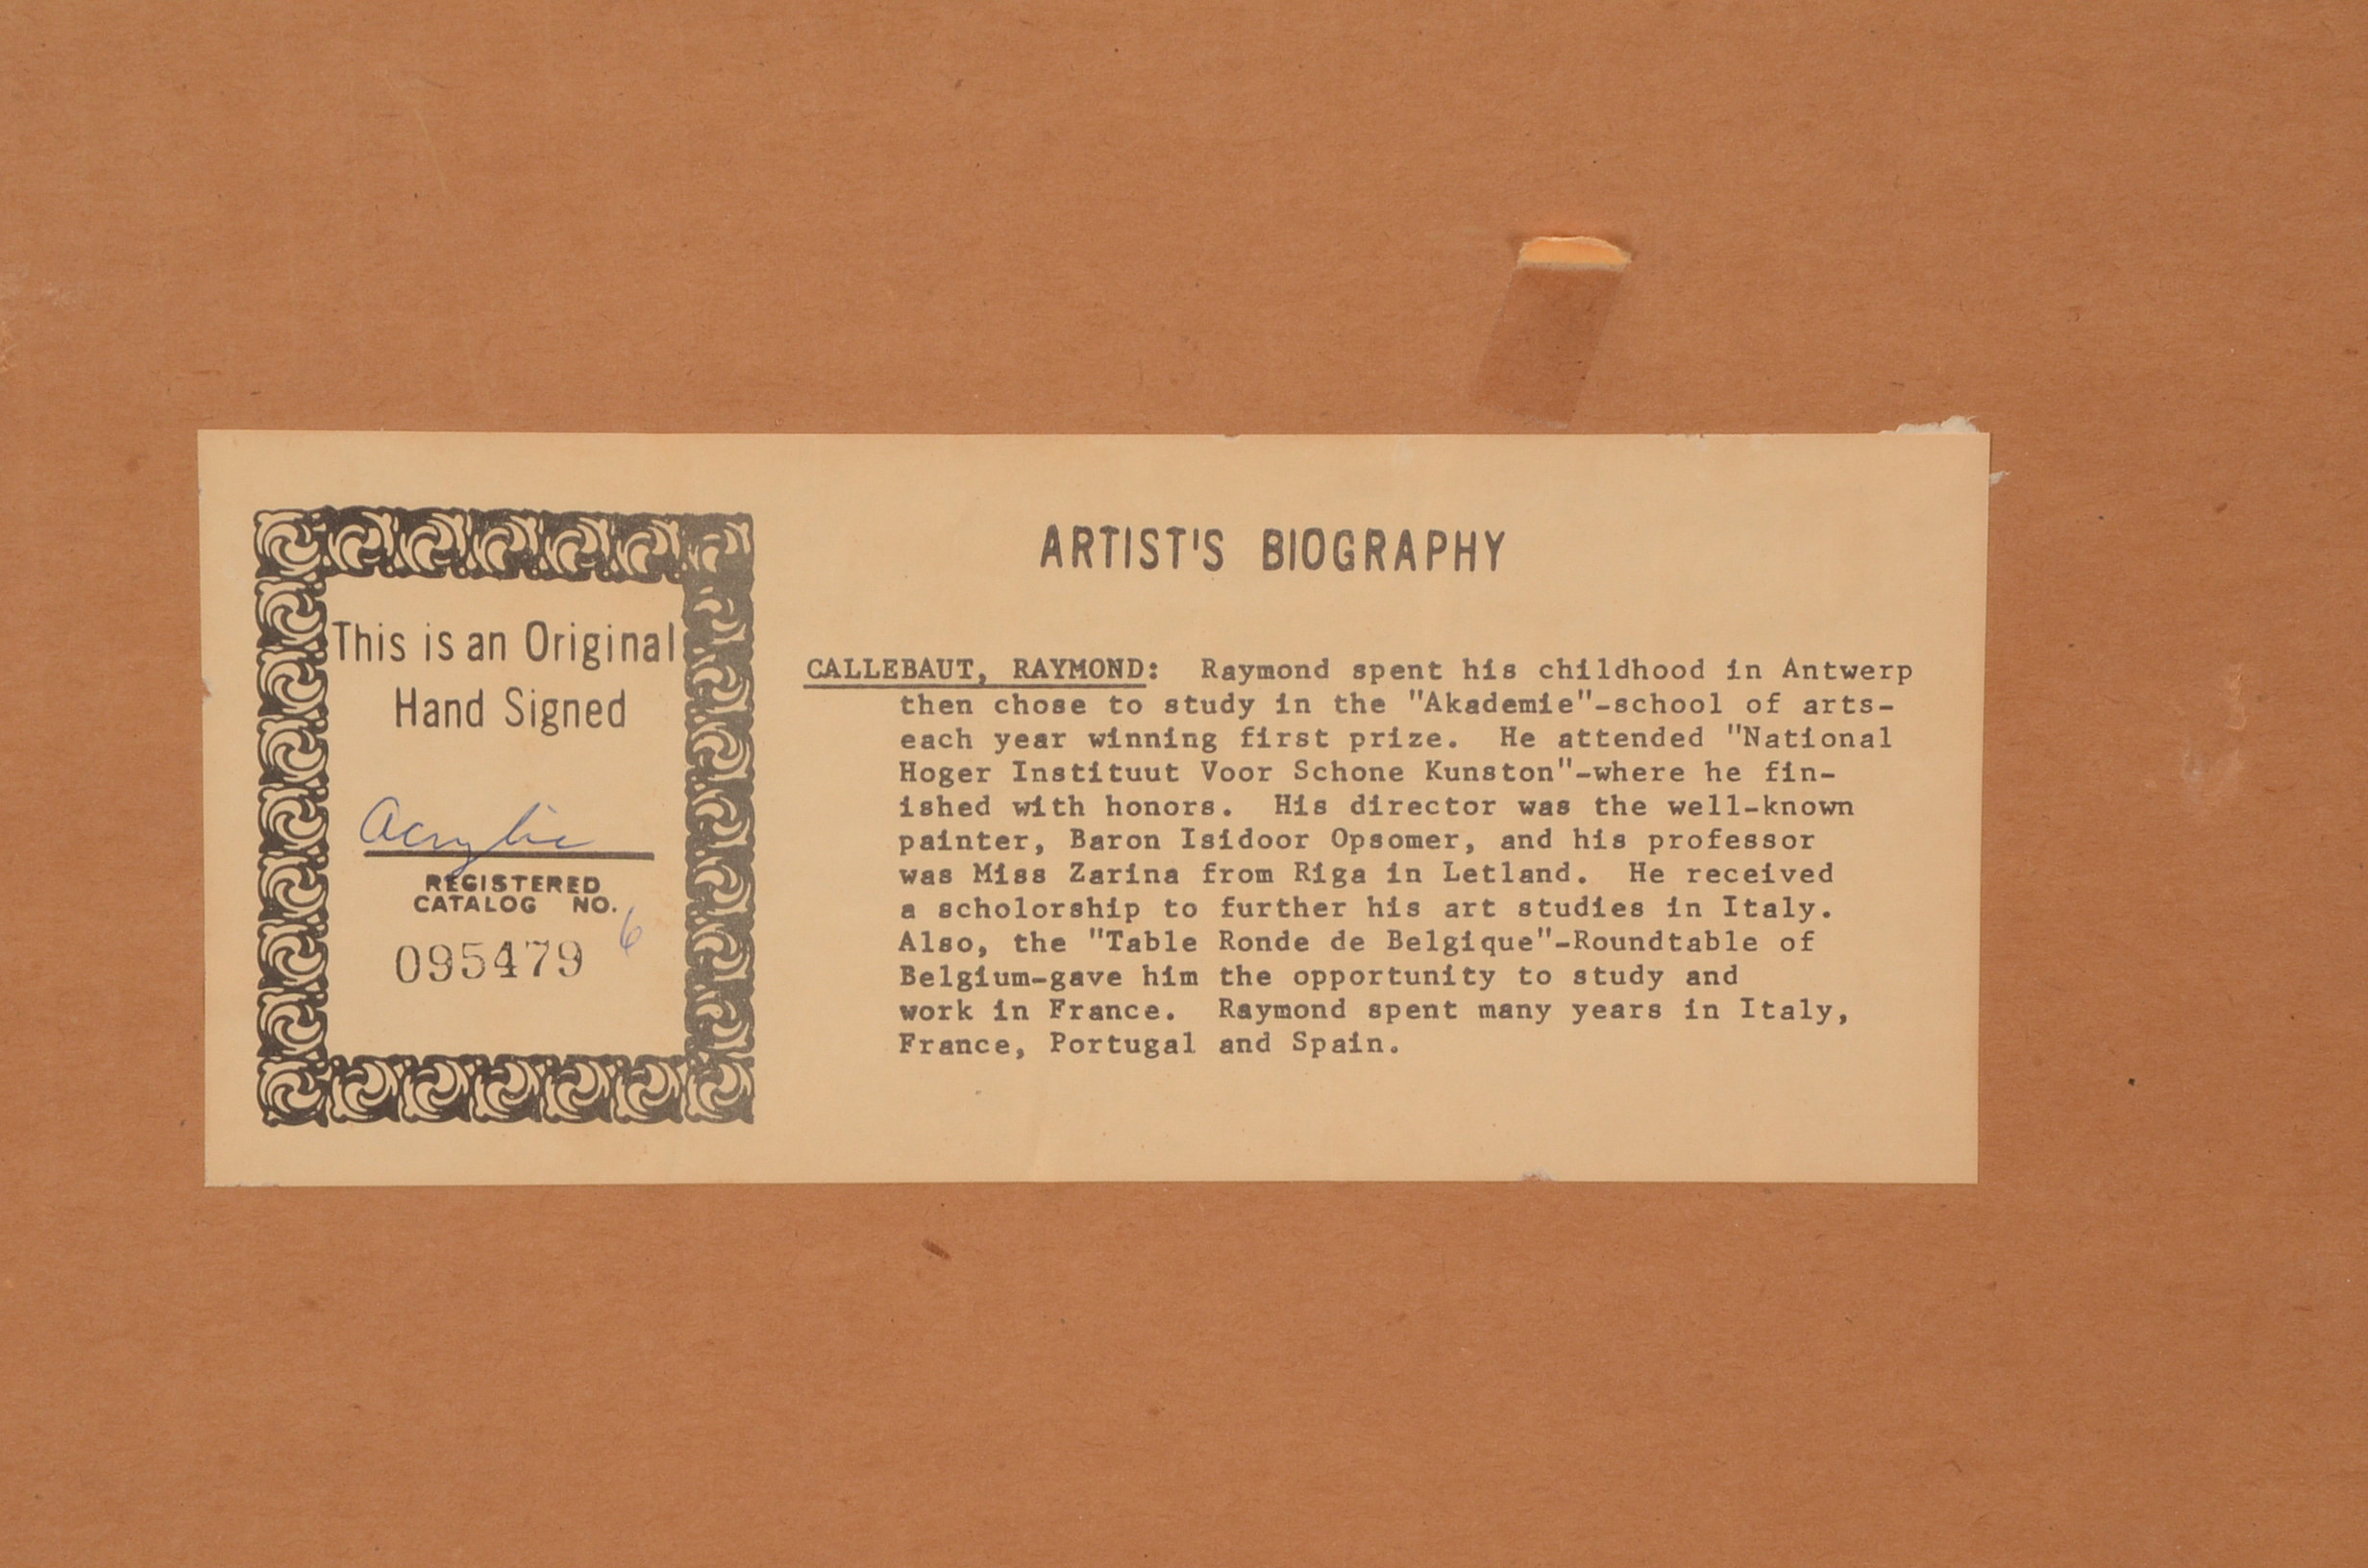 This is an Original
Hand Signed
Acrylic
REGISTERED
CATALOG NO.
6
095479
ARTIST'S BIOGRAPHY
CALLEBAUT, RAYMOND: Raymond spent his childhood in Antwerp
then chose to study in the "Akademie"-school of arts-
each year winning first prize. He attended "National
Hoger Instituut Voor Schone Kunston"-where he fin-
ished with honors. His director was the well-known
painter, Baron Isidoor Opsomer, and his professor
was Miss Zarina from Riga in Letland. He received
a scholorship to further his art studies in Italy.
Also, the "Table Ronde de Belgique"-Roundtable of
Belgium-gave him the opportunity to study and
work in France. Raymond spent many years in Italy,
France, Portugal and Spain.